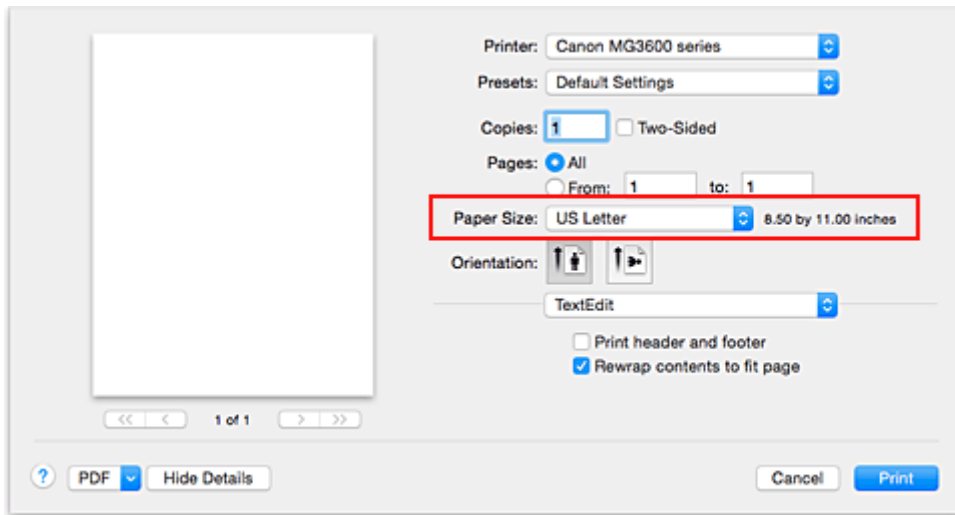 Printer: Canon MG3600 series
Presets: Default Settings
Copies: 1 Two-Sided
Pages: All
From: 1 to: 1
Paper Size: US Letter 8.50 by 11.00 inches
Orientation:
TextEdit
Print header and footer
Rewrap contents to fit page
<< < 1 of 1 > >>
? PDF Hide Details Cancel Print